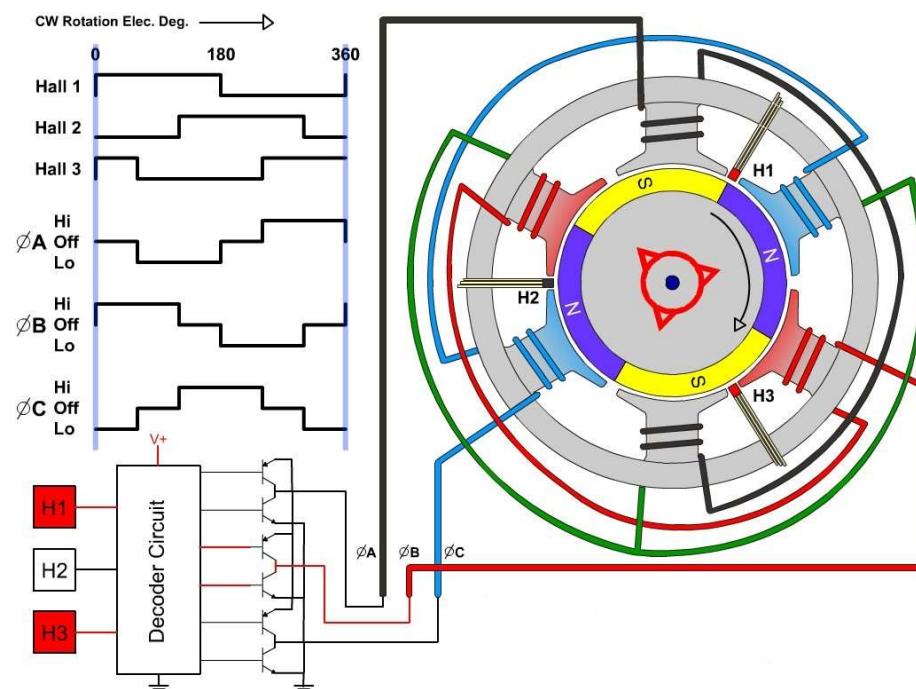 CW Rotation Elec. Deg.
0 180 360
Hall 1
Hall 2
Hall 3
Hi
ØA Off
Lo
Hi
ØB Off
Lo
Hi
ØC Off
Lo
V+
H1
H2
H3
Decoder Circuit
ØA ØB ØC
H1
H2
H3
S
N
N
S